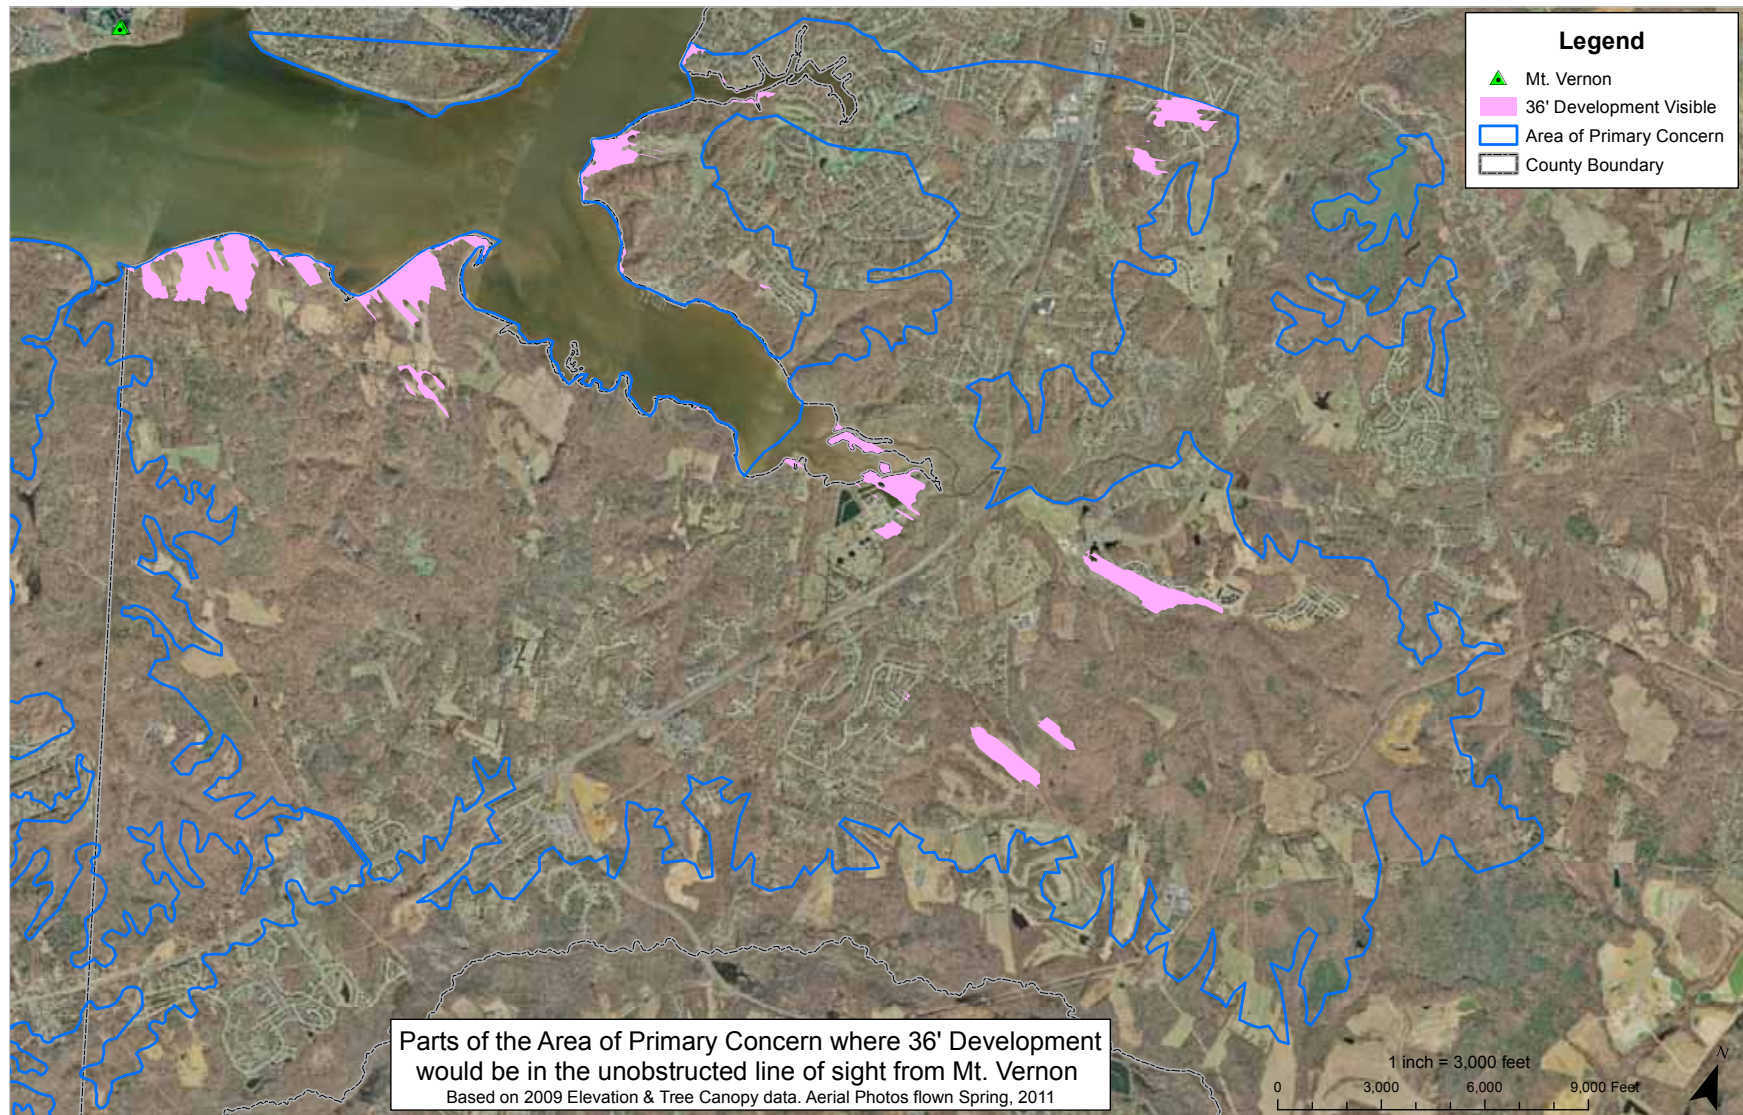 Legend
Mt. Vernon
36' Development Visible
Area of Primary Concern
County Boundary
Parts of the Area of Primary Concern where 36' Development
would be in the unobstructed line of sight from Mt. Vernon
Based on 2009 Elevation & Tree Canopy data. Aerial Photos flown Spring, 2011
1 inch = 3,000 feet
0 3,000 6,000 9,000 Feet
N